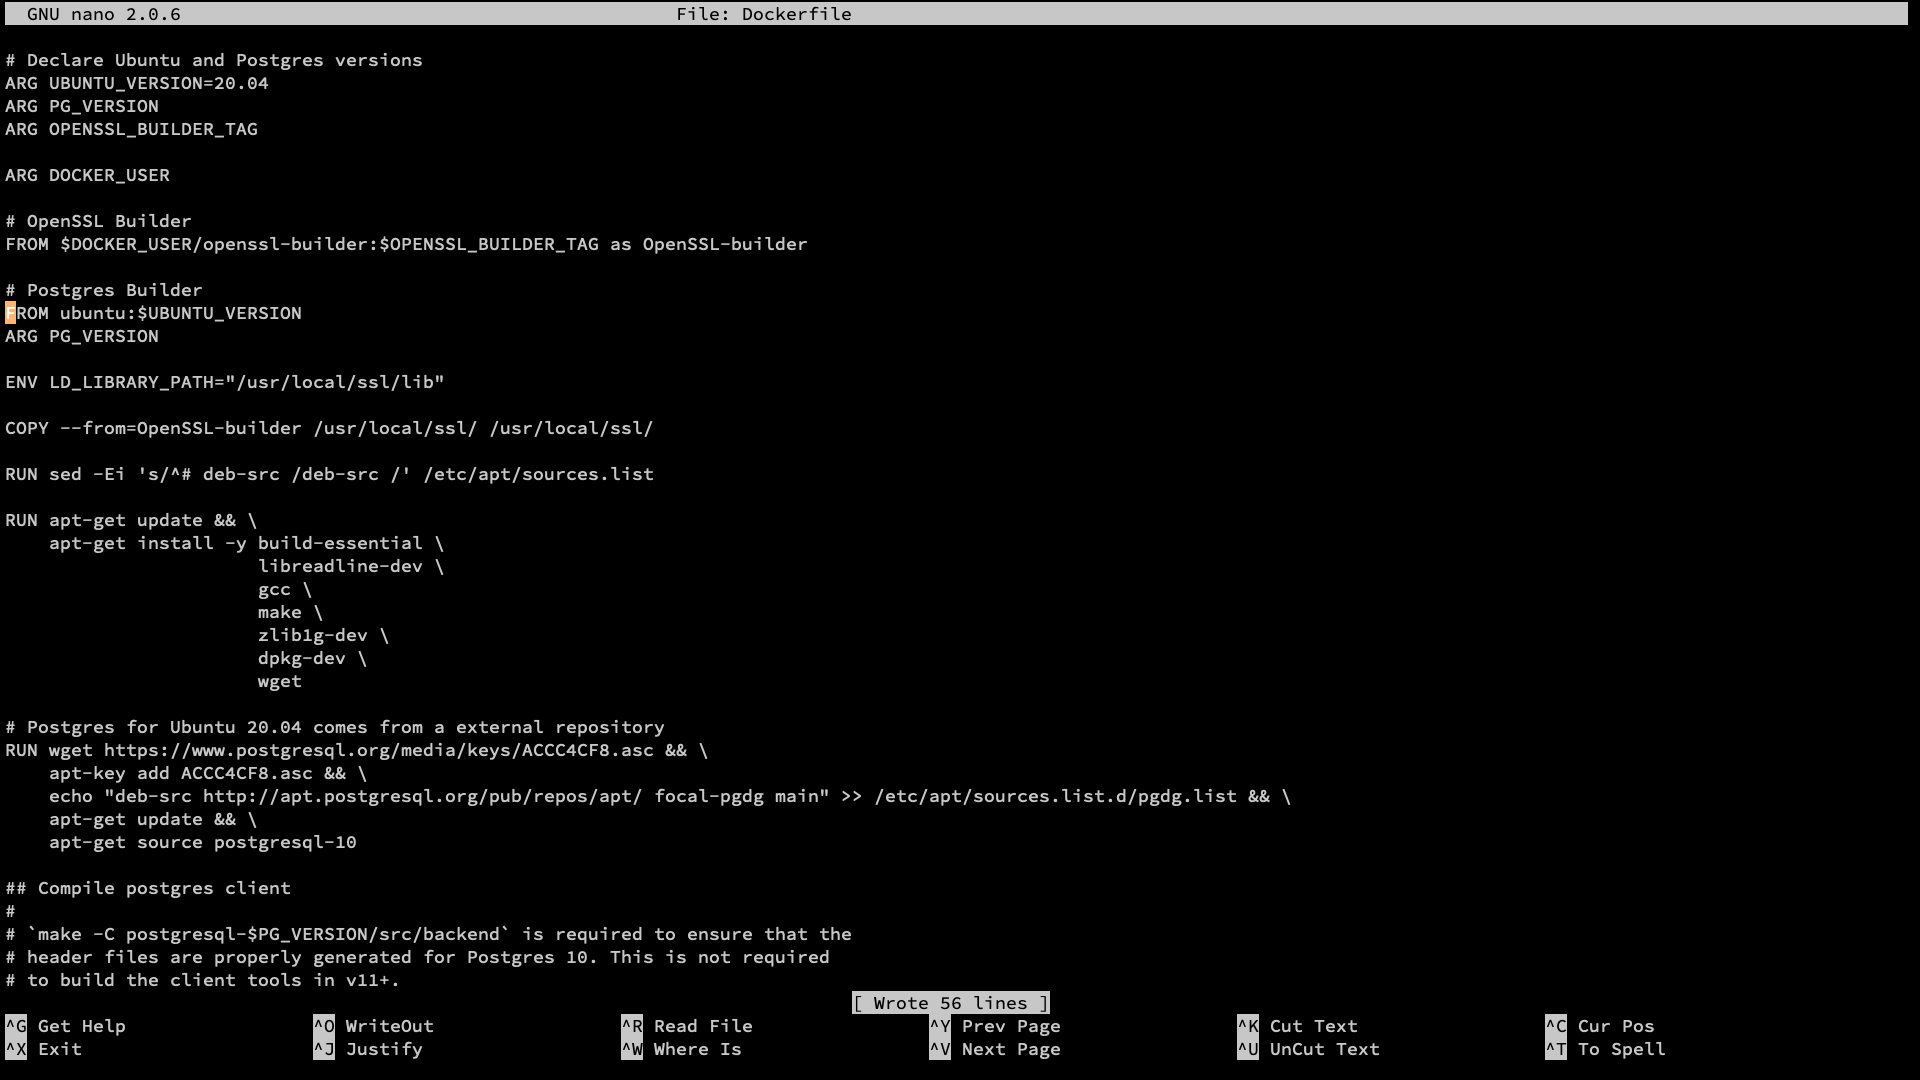 GNU nano 2.0.6 File: Dockerfile
# Declare Ubuntu and Postgres versions
ARG UBUNTU_VERSION=20.04
ARG PG_VERSION
ARG OPENSSL_BUILDER_TAG
ARG DOCKER_USER
# OpenSSL Builder
FROM $DOCKER_USER/openssl-builder:$OPENSSL_BUILDER_TAG as OpenSSL-builder
# Postgres Builder
FROM ubuntu:$UBUNTU_VERSION
ARG PG_VERSION
ENV LD_LIBRARY_PATH="/usr/local/ssl/lib"
COPY --from=OpenSSL-builder /usr/local/ssl/ /usr/local/ssl/
RUN sed -Ei 's/^# deb-src /deb-src /' /etc/apt/sources.list
RUN apt-get update && \
    apt-get install -y build-essential \
                       libreadline-dev \
                       gcc \
                       make \
                       zlib1g-dev \
                       dpkg-dev \
                       wget
# Postgres for Ubuntu 20.04 comes from a external repository
RUN wget https://www.postgresql.org/media/keys/ACCC4CF8.asc && \
    apt-key add ACCC4CF8.asc && \
    echo "deb-src http://apt.postgresql.org/pub/repos/apt/ focal-pgdg main" >> /etc/apt/sources.list.d/pgdg.list && \
    apt-get update && \
    apt-get source postgresql-10
## Compile postgres client
#
# `make -C postgresql-$PG_VERSION/src/backend` is required to ensure that the
# header files are properly generated for Postgres 10. This is not required
# to build the client tools in v11+.
[ Wrote 56 lines ]
^G Get Help ^O WriteOut ^R Read File ^Y Prev Page ^K Cut Text ^C Cur Pos
^X Exit ^J Justify ^W Where Is ^V Next Page ^U UnCut Text ^T To Spell